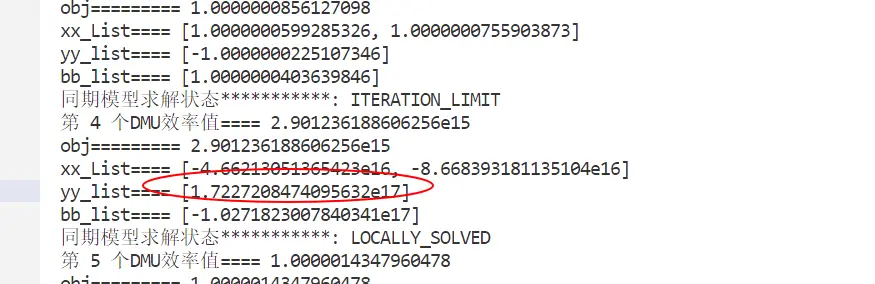 obj========= 1.0000000856127098
xx_List==== [1.0000000599285326, 1.0000000755903873]
yy_list==== [-1.0000000225107346]
bb_list==== [1.0000000403639846]
同期模型求解状态***********: ITERATION_LIMIT
第 4 个DMU效率值==== 2.901236188606256e15
obj========= 2.901236188606256e15
xx_List==== [-4.66213051365423e16, -8.668393181135104e16]
yy_list==== [1.7227208474095632e17]
bb_list==== [-1.0271823007840341e17]
同期模型求解状态***********: LOCALLY_SOLVED
第 5 个DMU效率值==== 1.0000014347960478
obj========= 1.0000014347960478